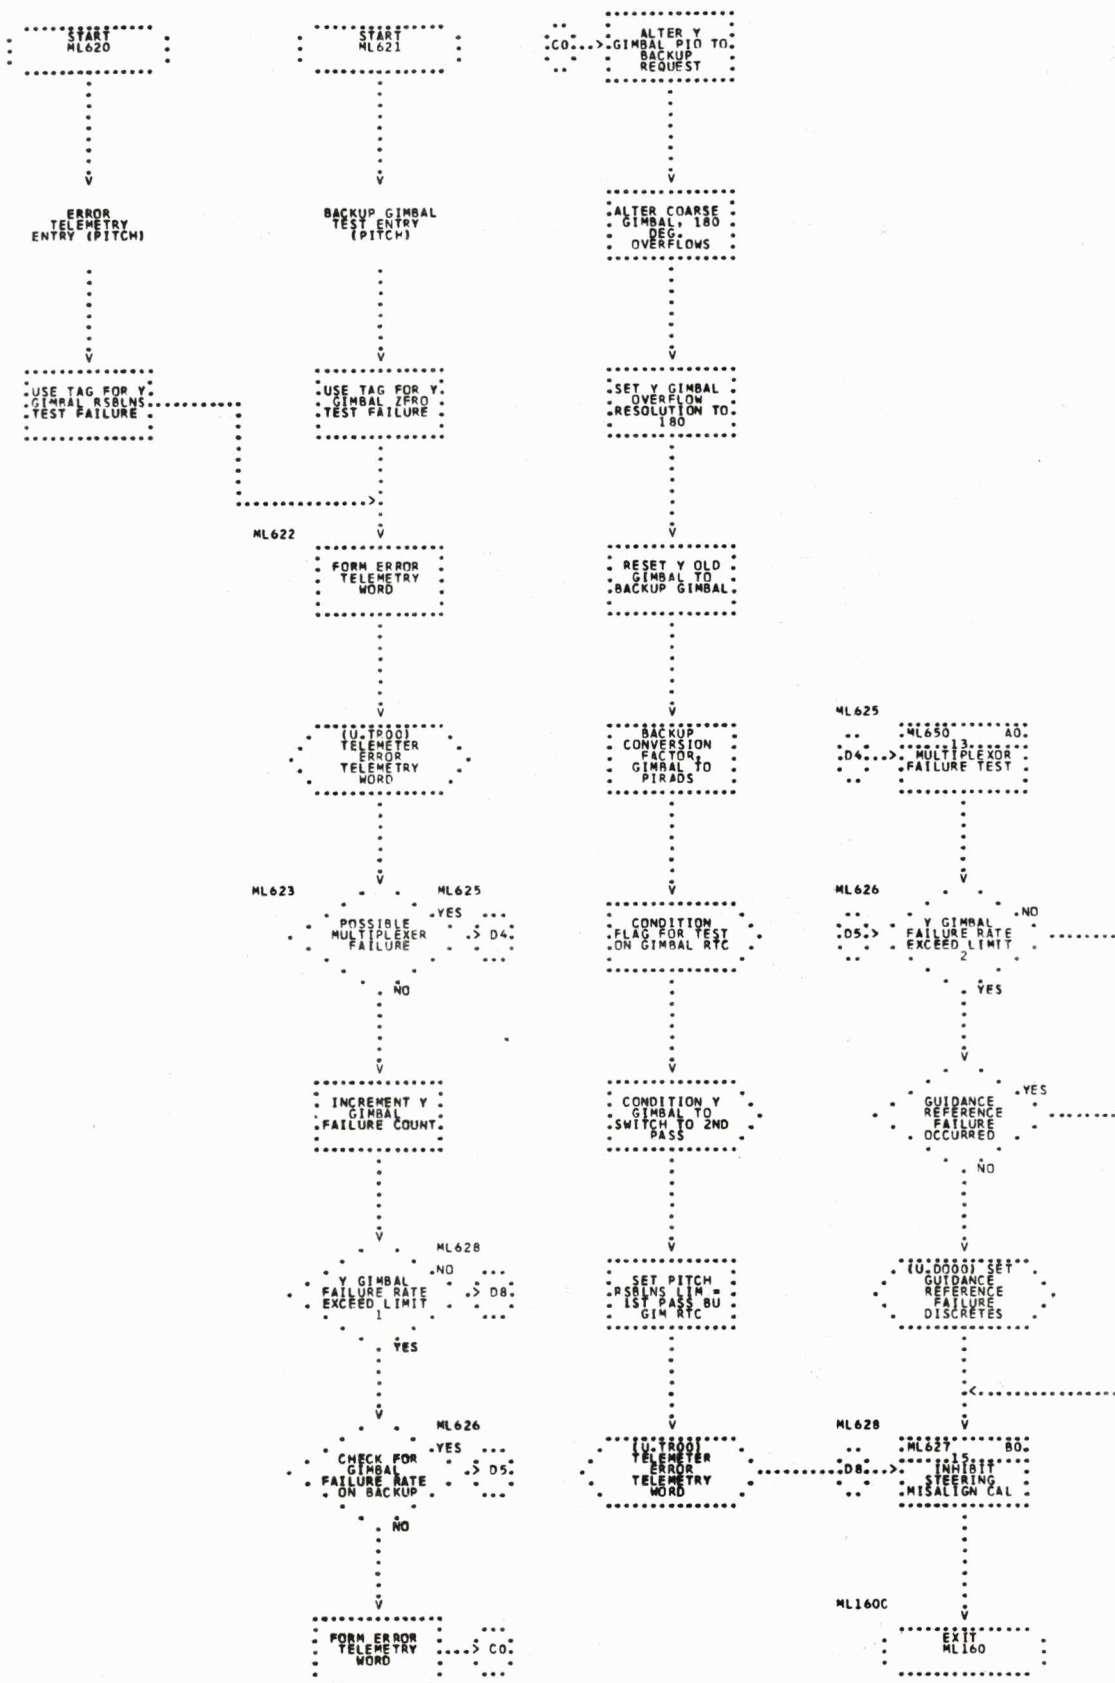 START
ML620
ERROR
TELEMETRY
ENTRY (PITCH)
USE TAG FOR Y
GIMBAL RSBLNS
TEST FAILURE
START
ML621
BACKUP GIMBAL
TEST ENTRY
(PITCH)
USE TAG FOR Y
GIMBAL ZERO
TEST FAILURE
ML622
FORM ERROR
TELEMETRY
WORD
(U.TR00)
TELEMETER
ERROR
TELEMETRY
WORD
ML623
POSSIBLE
MULTIPLEXER
FAILURE
YES
ML625
D4
NO
INCREMENT Y
GIMBAL
FAILURE COUNT
Y GIMBAL
FAILURE RATE
EXCEED LIMIT
1
ML628
NO
D8
YES
CHECK FOR
GIMBAL
FAILURE RATE
ON BACKUP
ML626
YES
D5
NO
FORM ERROR
TELEMETRY
WORD
C0
C0
ALTER Y
GIMBAL PIO TO
BACKUP
REQUEST
ALTER COARSE
GIMBAL, 180
DEG.
OVERFLOWS
SET Y GIMBAL
OVERFLOW
RESOLUTION TO
180
RESET Y OLD
GIMBAL TO
BACKUP GIMBAL
BACKUP
CONVERSION
FACTOR,
GIMBAL TO
PIRADS
CONDITION
FLAG FOR TEST
ON GIMBAL RTC
CONDITION Y
GIMBAL TO
SWITCH TO 2ND
PASS
SET PITCH
RSBLNS LIM =
1ST PASS BU
GIM RTC
(U.TR00)
TELEMETER
ERROR
TELEMETRY
WORD
ML625
D4
ML650 A0
13
MULTIPLEXOR
FAILURE TEST
ML626
D5
Y GIMBAL
FAILURE RATE
EXCEED LIMIT
2
NO
YES
GUIDANCE
REFERENCE
FAILURE
OCCURRED
YES
NO
(U.D000) SET
GUIDANCE
REFERENCE
FAILURE
DISCRETES
ML628
D8
ML627 B0
15
INHIBIT
STEERING
MISALIGN CAL
ML160C
EXIT
ML160